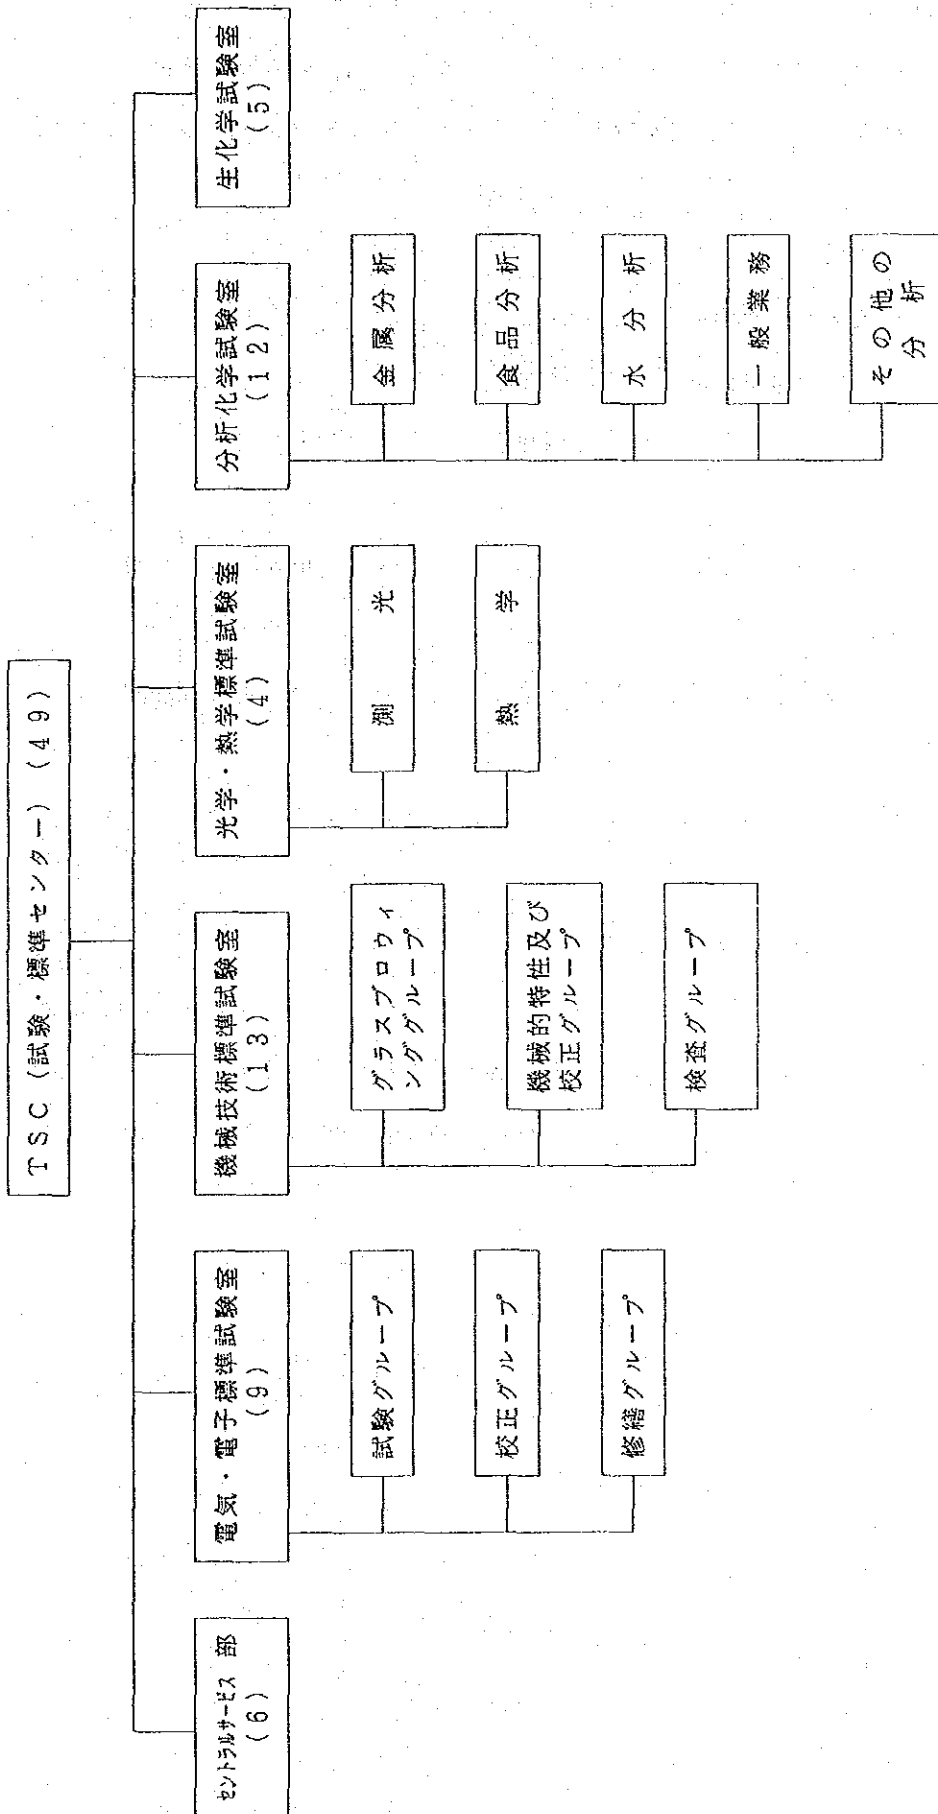 TSC (試験・標準センター) (49)
セントラルサービス 部
(6)
電気・電子標準試験室
(9)
試験グループ
校正グループ
修繕グループ
機械技術標準試験室
(13)
グラスブロウィ
ンググループ
機械的特性及び
校正グループ
検査グループ
光学・熱学標準試験室
(4)
測光
熱学
分析化学試験室
(12)
金属分析
食品分析
水分析
一般業務
その他の
分析
生化学試験室
(5)